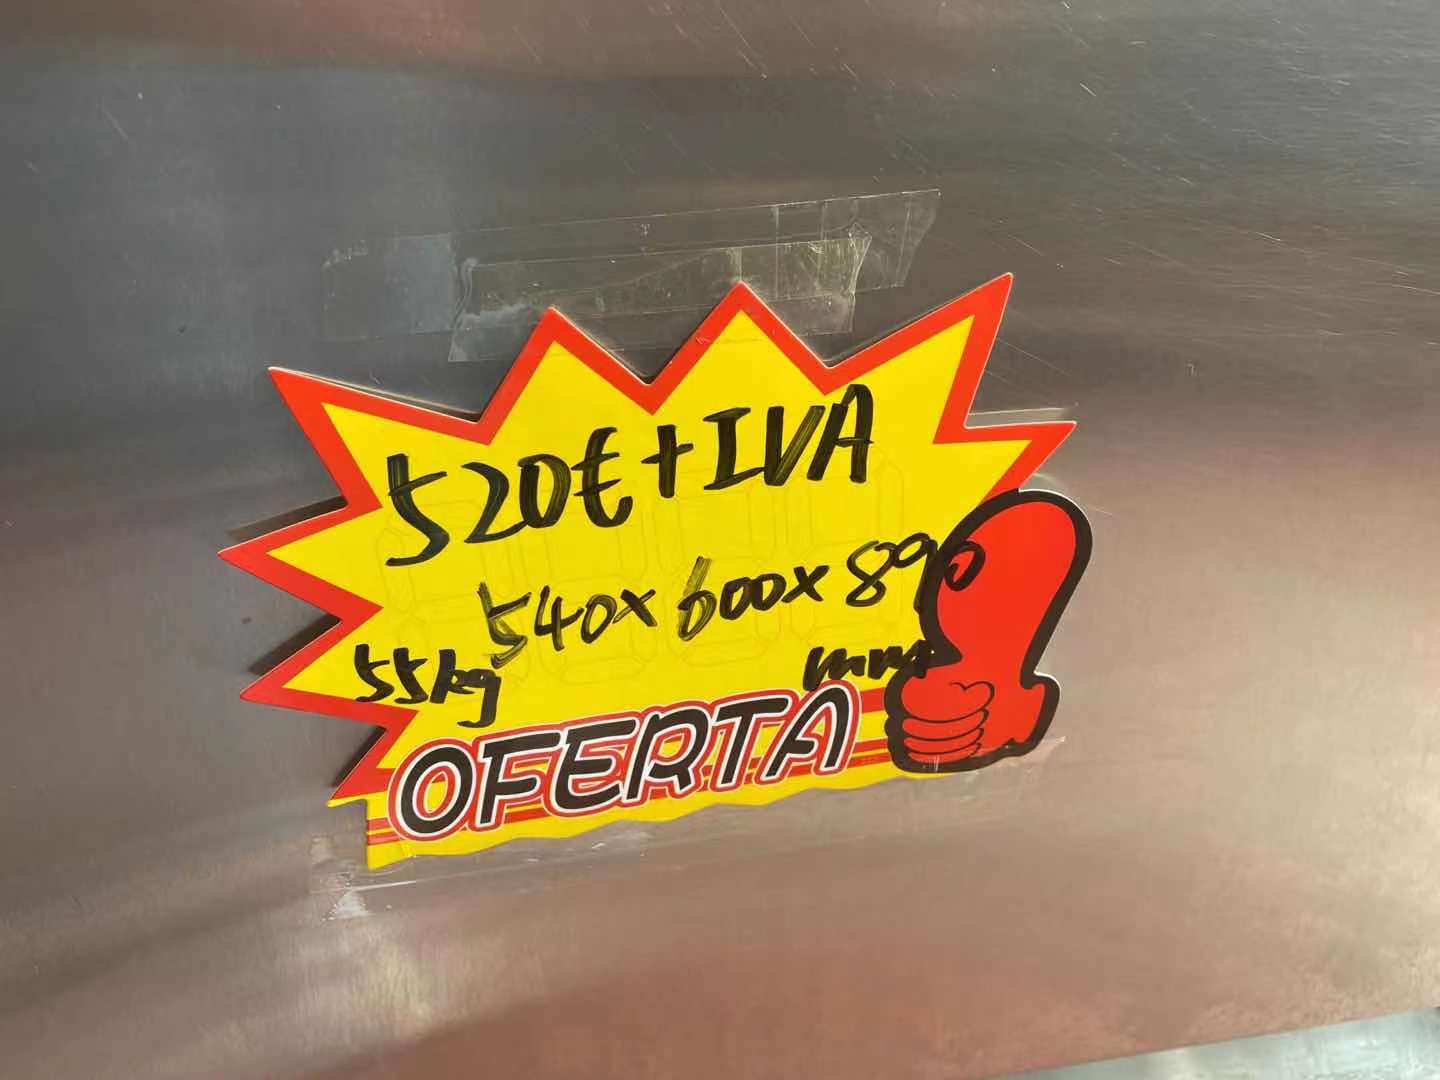 520€+IVA
540x600x890
mm
55kg
OFERTA